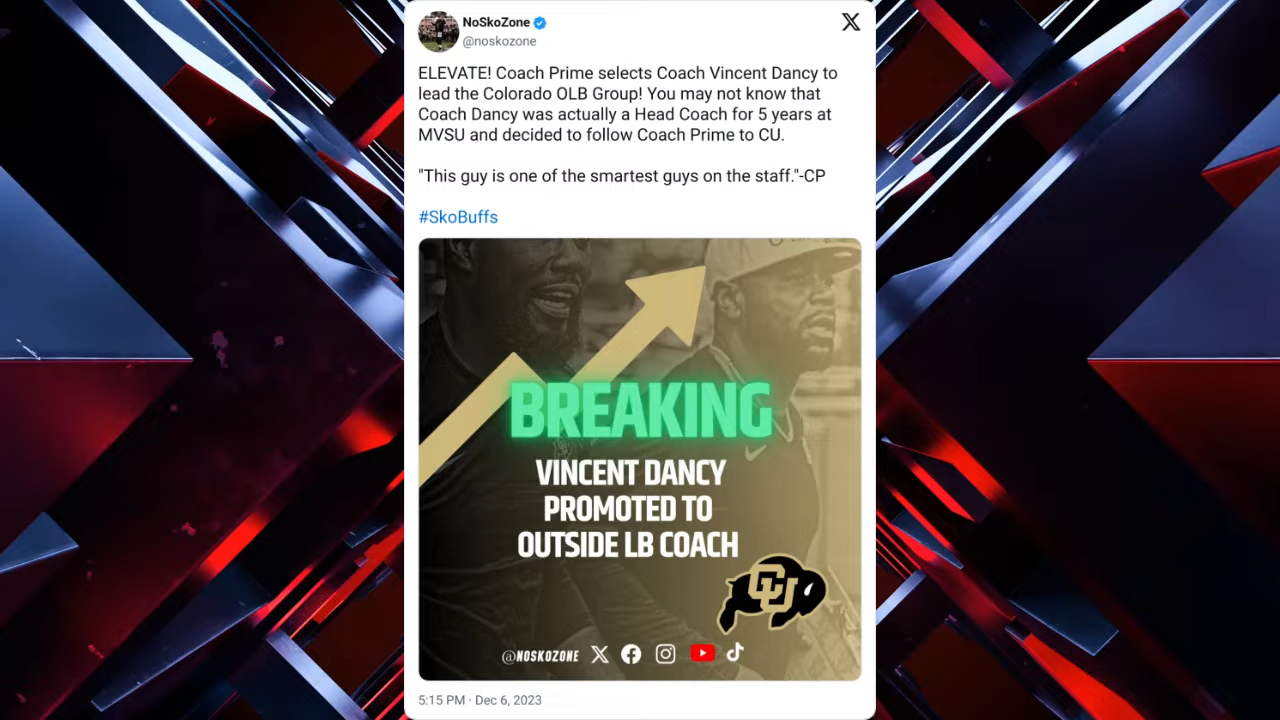 NoSkoZone
@noskozone
X
ELEVATE! Coach Prime selects Coach Vincent Dancy to
lead the Colorado OLB Group! You may not know that
Coach Dancy was actually a Head Coach for 5 years at
MVSU and decided to follow Coach Prime to CU.
"This guy is one of the smartest guys on the staff."-CP
#SkoBuffs
BREAKING
VINCENT DANCY
PROMOTED TO
OUTSIDE LB COACH
CU
@NOSKOZONE
5:15 PM · Dec 6, 2023